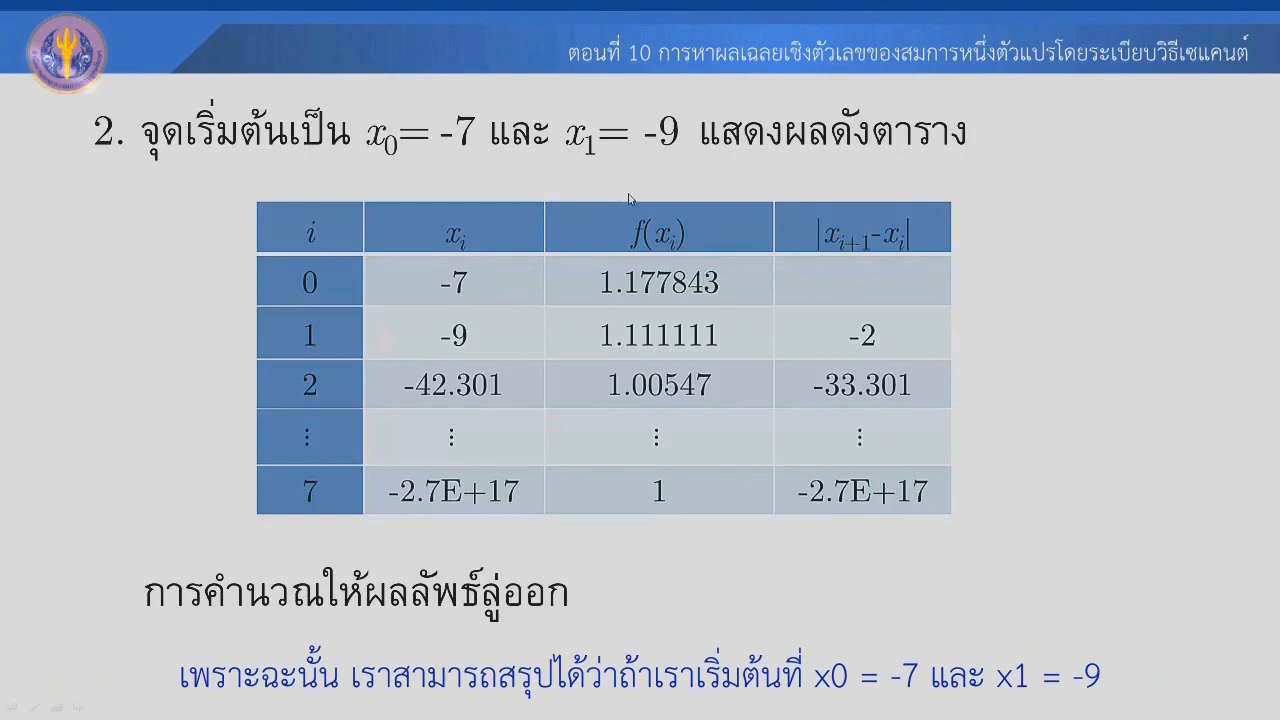 ตอนที่ 10 การหาผลเฉลยเชิงตัวเลขของสมการหนึ่งตัวแปรโดยระเบียบวิธีเซแคนต์
2. จุดเริ่มต้นเป็น x0= -7 และ x1= -9 แสดงผลดังตาราง
i xi f(xi) |xi+1-xi|
0 -7 1.177843
1 -9 1.111111 -2
2 -42.301 1.00547 -33.301
⋮ ⋮ ⋮ ⋮
7 -2.7E+17 1 -2.7E+17
การคำนวณให้ผลลัพธ์ลู่ออก
เพราะฉะนั้น เราสามารถสรุปได้ว่าถ้าเราเริ่มต้นที่ x0 = -7 และ x1 = -9